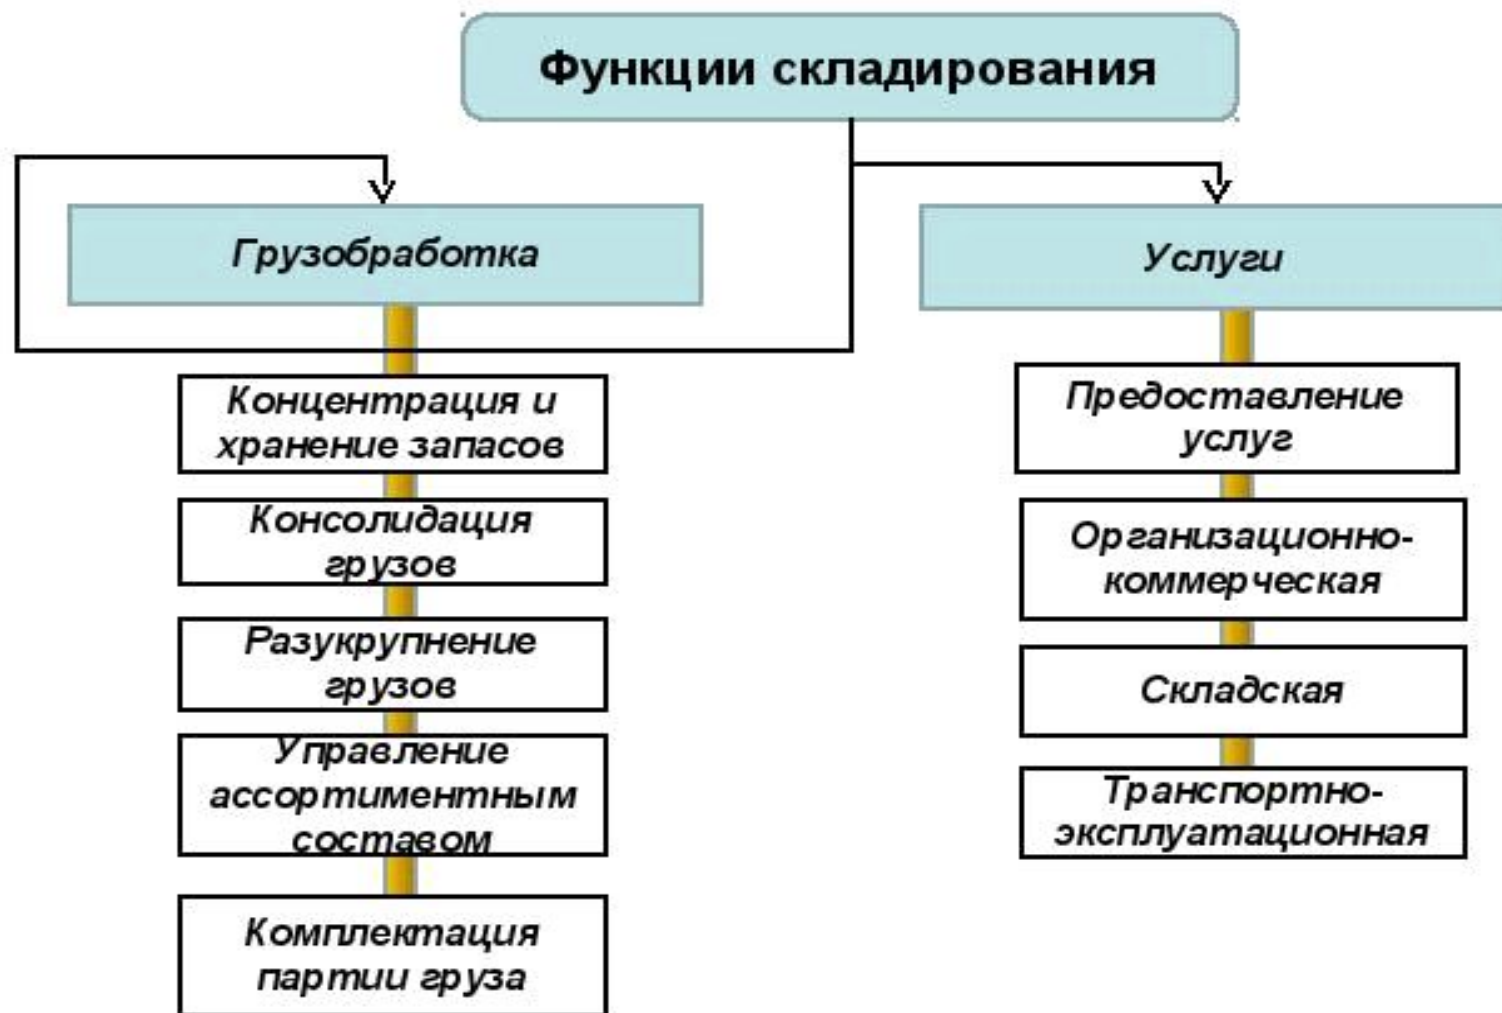 Функции складирования
Грузобработка
Концентрация и
хранение запасов
Консолидация
грузов
Разукрупнение
грузов
Управление
ассортиментным
составом
Комплектация
партии груза
Услуги
Предоставление
услуг
Организационно-
коммерческая
Складская
Транспортно-
эксплуатационная